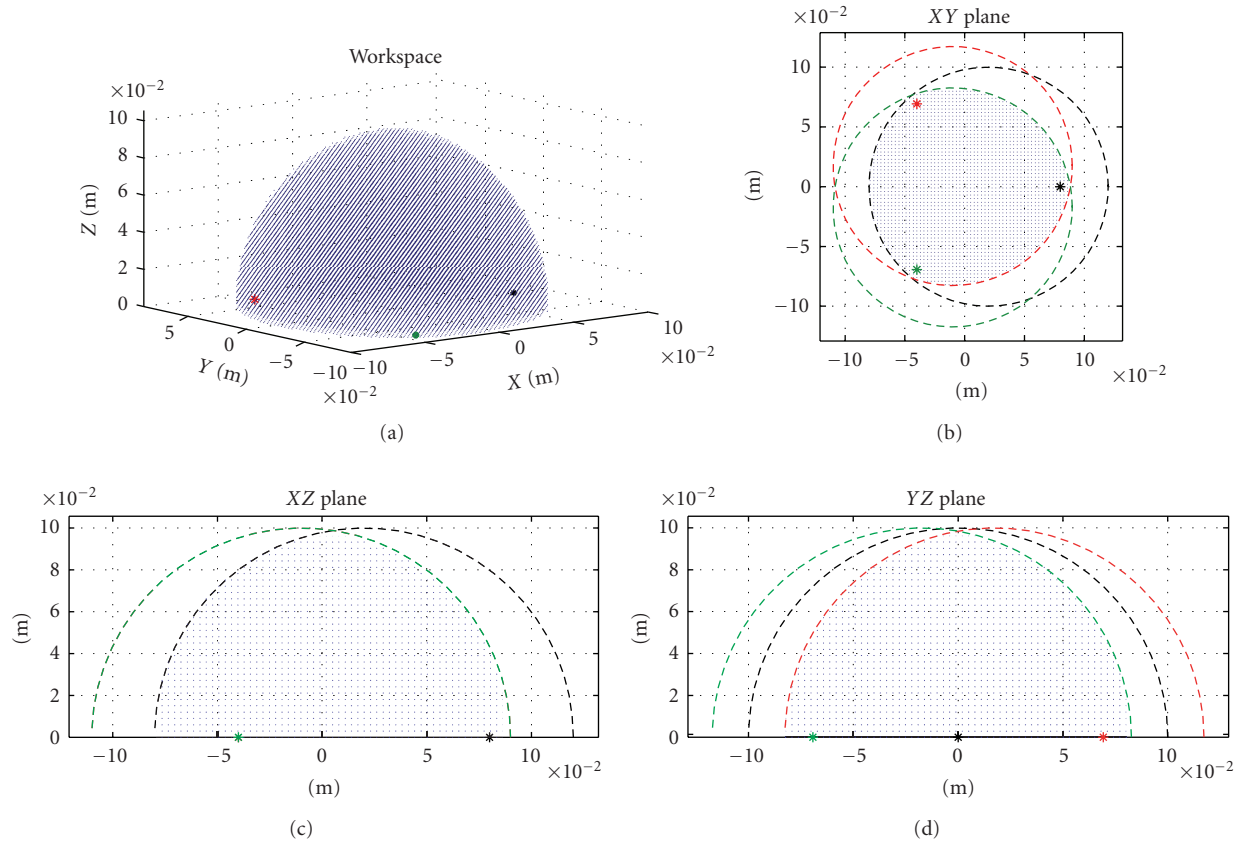 Workspace
×10⁻²
10
8
6
4
2
0
Z (m)
5
0
−5
−10
Y (m)
×10⁻²
−10
−5
0
5
10
×10⁻²
X (m)
(a)
×10⁻²
XY plane
10
5
0
−5
−10
(m)
−10 −5 0 5 10
×10⁻²
(m)
(b)
×10⁻²
XZ plane
10
8
6
4
2
0
(m)
−10 −5 0 5 10
×10⁻²
(m)
(c)
×10⁻²
YZ plane
10
8
6
4
2
0
(m)
−10 −5 0 5 10
×10⁻²
(m)
(d)